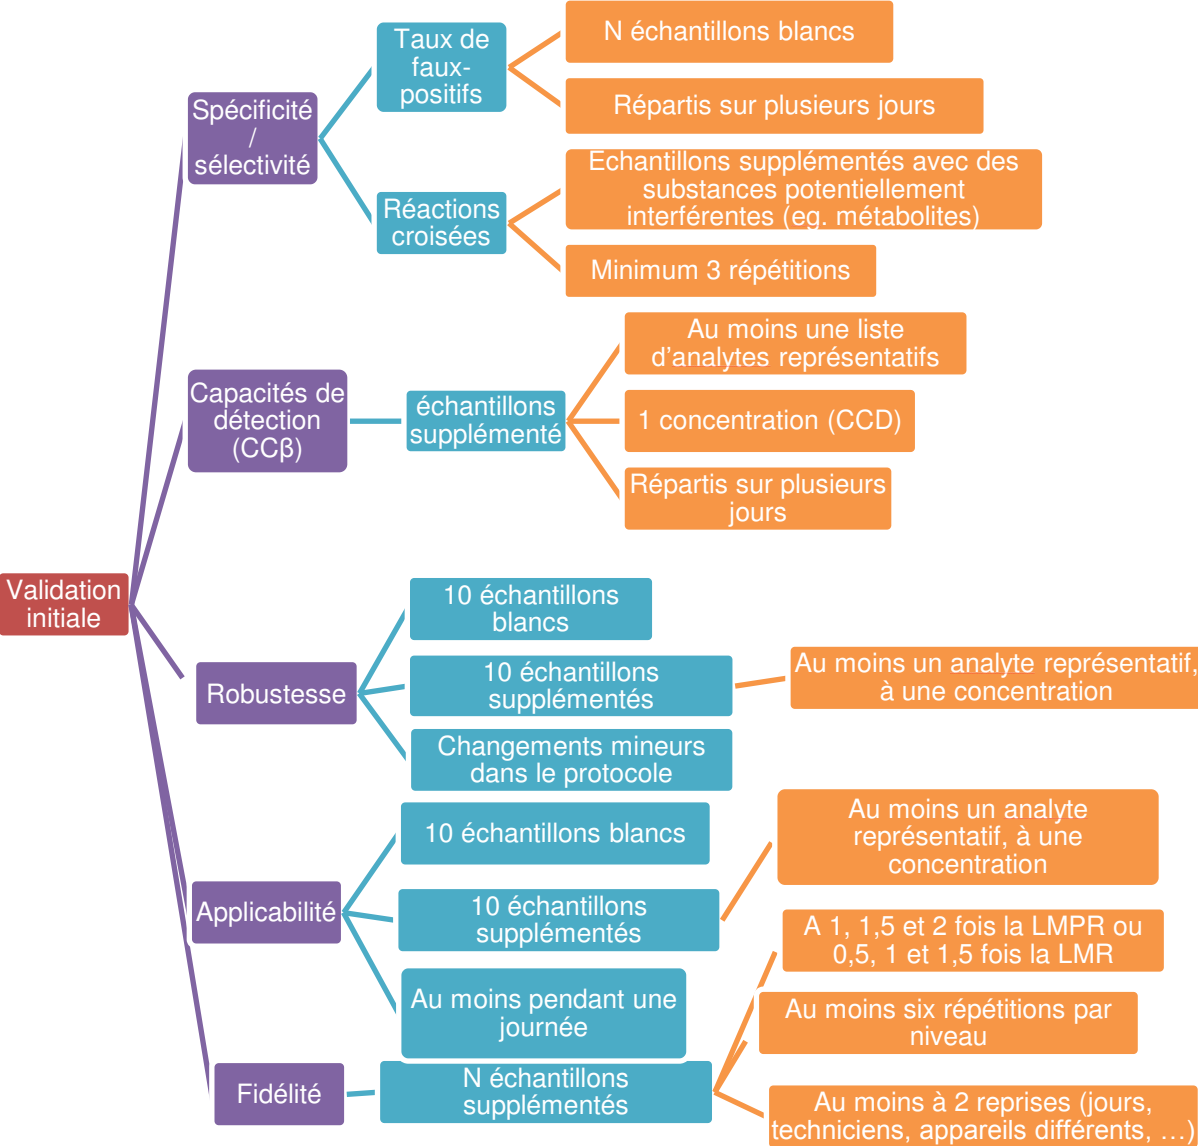 Validation
initiale
Spécificité
/
sélectivité
Taux de
faux-
positifs
N échantillons blancs
Répartis sur plusieurs jours
Réactions
croisées
Echantillons supplémentés avec des
substances potentiellement
interférentes (eg. métabolites)
Minimum 3 répétitions
Capacités de
détection
(CCβ)
échantillons
supplémenté
Au moins une liste
d'analytes représentatifs
1 concentration (CCD)
Répartis sur plusieurs
jours
Robustesse
10 échantillons
blancs
10 échantillons
supplémentés
Au moins un analyte représentatif,
à une concentration
Changements mineurs
dans le protocole
Applicabilité
10 échantillons blancs
10 échantillons
supplémentés
Au moins un analyte
représentatif, à une
concentration
Au moins pendant une
journée
Fidélité
N échantillons
supplémentés
A 1, 1,5 et 2 fois la LMPR ou
0,5, 1 et 1,5 fois la LMR
Au moins six répétitions par
niveau
Au moins à 2 reprises (jours,
techniciens, appareils différents, …)